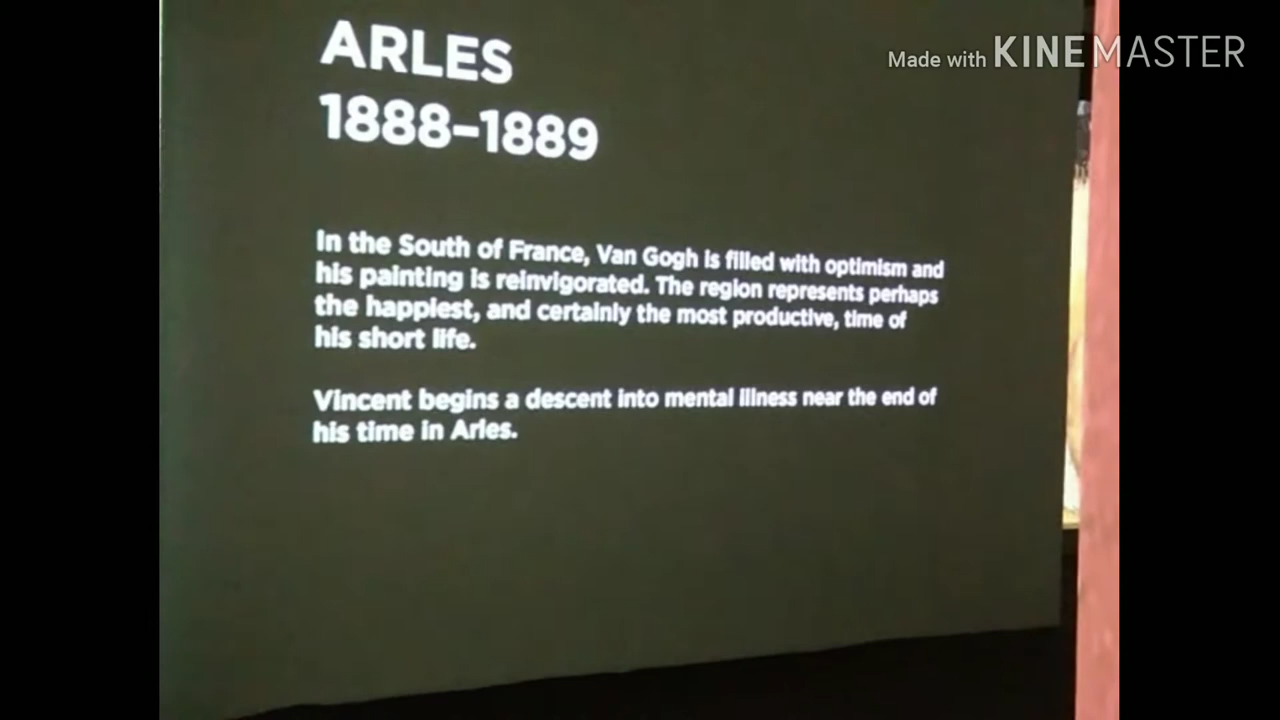 ARLES
Made with KINEMASTER
1888–1889
In the South of France, Van Gogh is filled with optimism and
his painting is reinvigorated. The region represents perhaps
the happiest, and certainly the most productive, time of
his short life.
Vincent begins a descent into mental illness near the end of
his time in Arles.